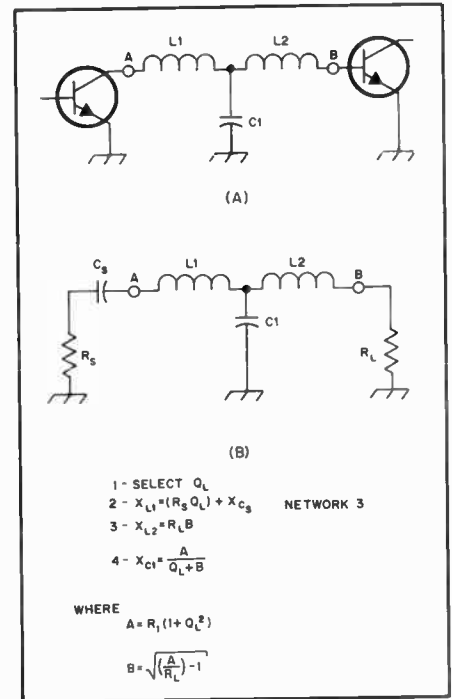 A L1 L2 B
C1
(A)
Cs A L1 L2 B
C1
Rs RL
(B)
1 - SELECT QL
2 - XL1=(RS QL) + XCS NETWORK 3
3 - XL2=RLB
4 - XC1= A / QL+B
WHERE
A=R1(1+QL²)
B=√((A/RL)-1)